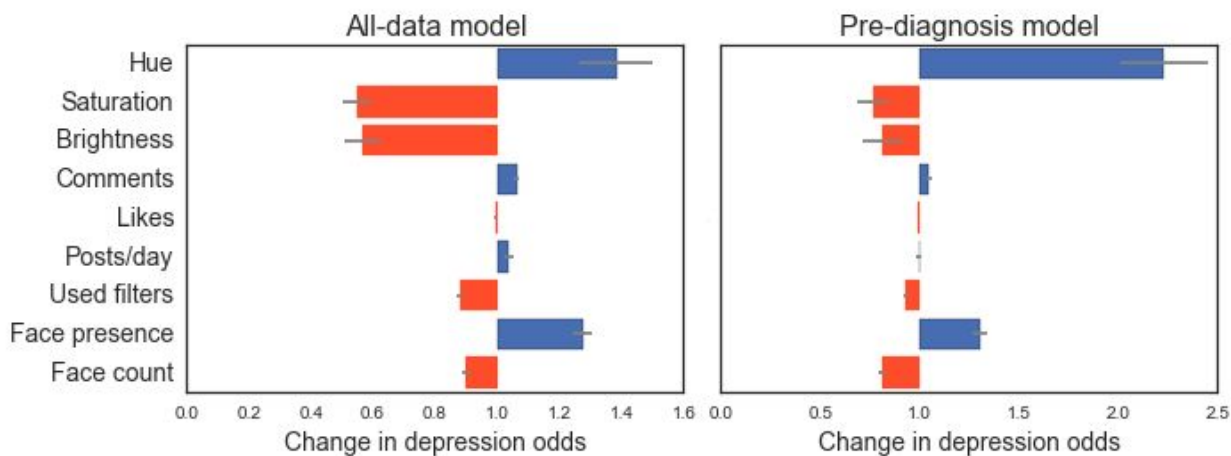 All-data model
Pre-diagnosis model
Hue
Saturation
Brightness
Comments
Likes
Posts/day
Used filters
Face presence
Face count
0.0 0.2 0.4 0.6 0.8 1.0 1.2 1.4 1.6
0.0 0.5 1.0 1.5 2.0 2.5
Change in depression odds
Change in depression odds